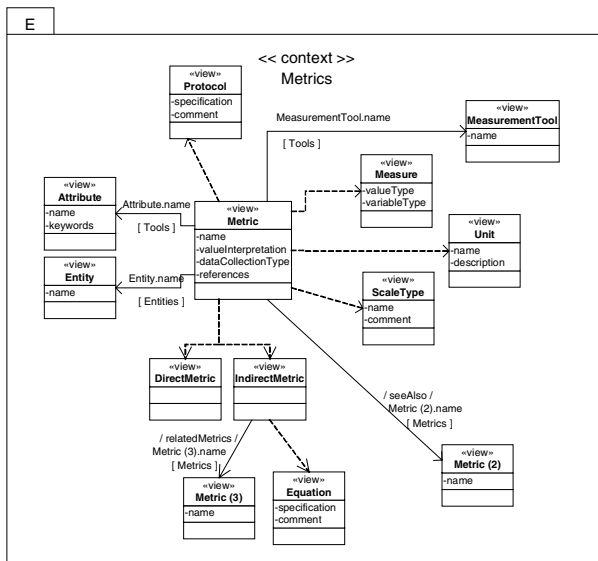 E
<< context >>
Metrics
«view»
Protocol
-specification
-comment
MeasurementTool.name
[ Tools ]
«view»
MeasurementTool
-name
«view»
Measure
-valueType
-variableType
«view»
Attribute
-name
-keywords
Attribute.name
[ Tools ]
«view»
Metric
-name
-valueInterpretation
-dataCollectionType
-references
«view»
Unit
-name
-description
«view»
Entity
-name
Entity.name
[ Entities ]
«view»
ScaleType
-name
-comment
«view»
DirectMetric
«view»
IndirectMetric
/ seeAlso /
Metric (2).name
[ Metrics ]
/ relatedMetrics /
Metric (3).name
[ Metrics ]
«view»
Metric (2)
-name
«view»
Metric (3)
-name
«view»
Equation
-specification
-comment